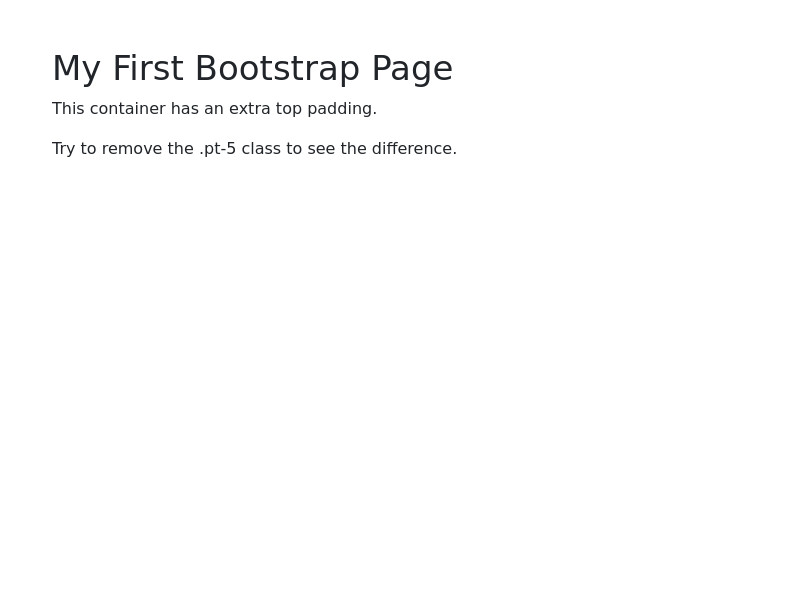 My First Bootstrap Page
This container has an extra top padding.
Try to remove the .pt-5 class to see the difference.